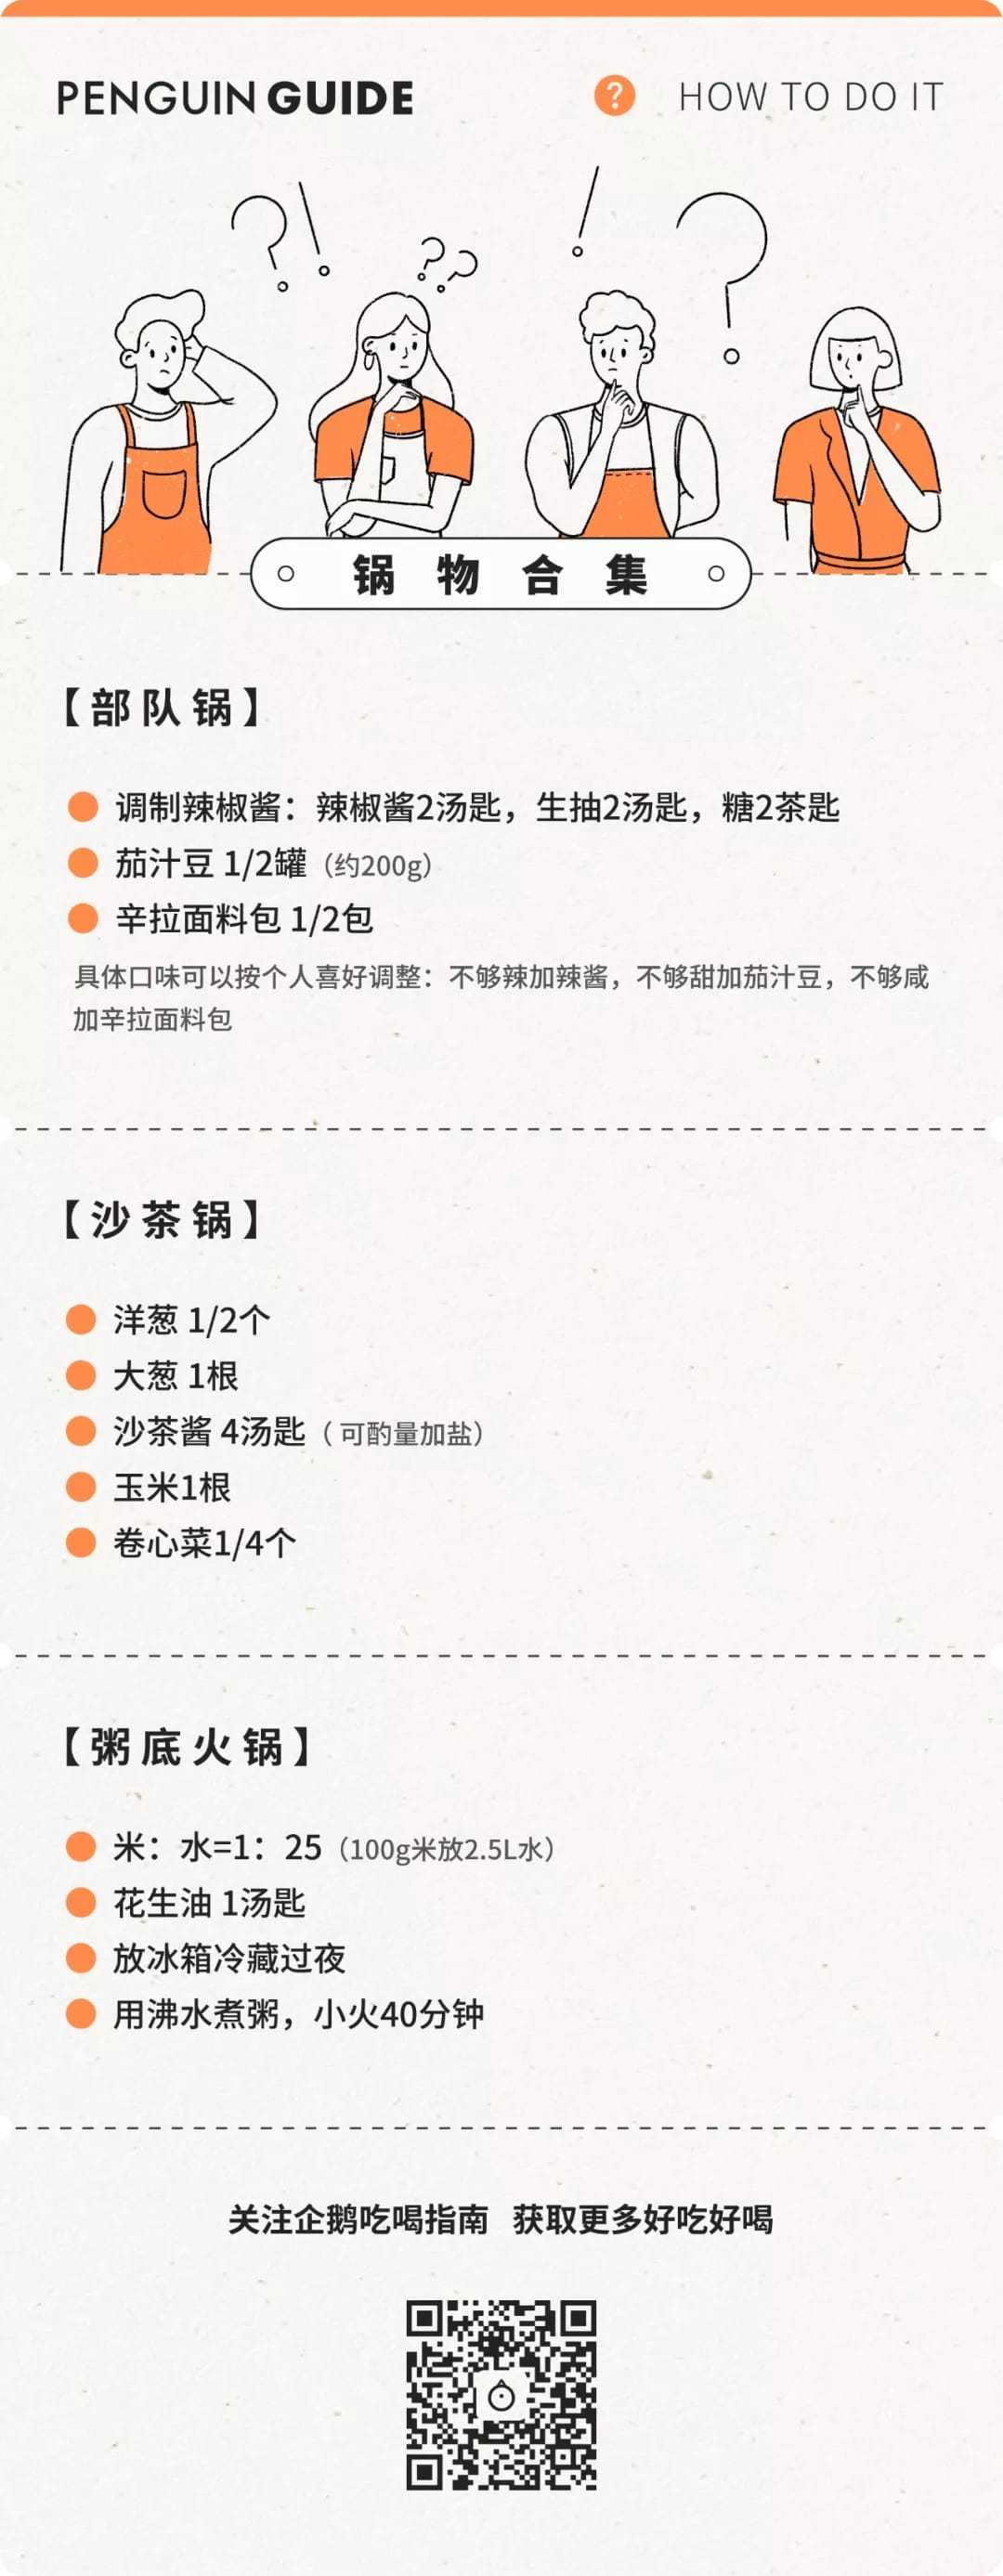 PENGUIN GUIDE
? HOW TO DO IT
锅物合集
【部队锅】
调制辣椒酱：辣椒酱2汤匙，生抽2汤匙，糖2茶匙
茄汁豆 1/2罐（约200g）
辛拉面料包 1/2包
具体口味可以按个人喜好调整：不够辣加辣酱，不够甜加茄汁豆，不够咸
加辛拉面料包
【沙茶锅】
洋葱 1/2个
大葱 1根
沙茶酱 4汤匙（ 可酌量加盐）
玉米1根
卷心菜1/4个
【粥底火锅】
米：水=1：25（100g米放2.5L水）
花生油 1汤匙
放冰箱冷藏过夜
用沸水煮粥，小火40分钟
关注企鹅吃喝指南 获取更多好吃好喝